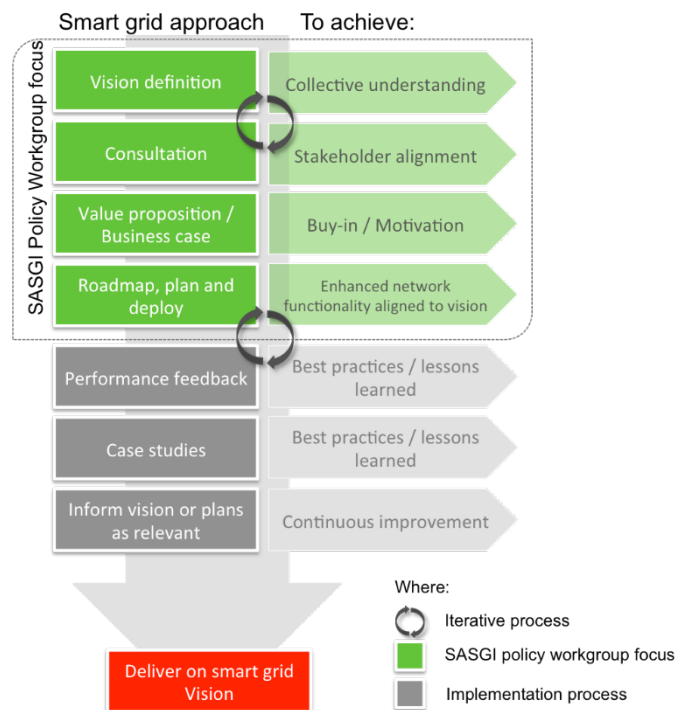 Smart grid approach
To achieve:
SASGI Policy Workgroup focus
Vision definition
Collective understanding
Consultation
Stakeholder alignment
Value proposition /
Business case
Buy-in / Motivation
Roadmap, plan and
deploy
Enhanced network
functionality aligned to vision
Performance feedback
Best practices / lessons
learned
Case studies
Best practices / lessons
learned
Inform vision or plans
as relevant
Continuous improvement
Deliver on smart grid
Vision
Where:
Iterative process
SASGI policy workgroup focus
Implementation process